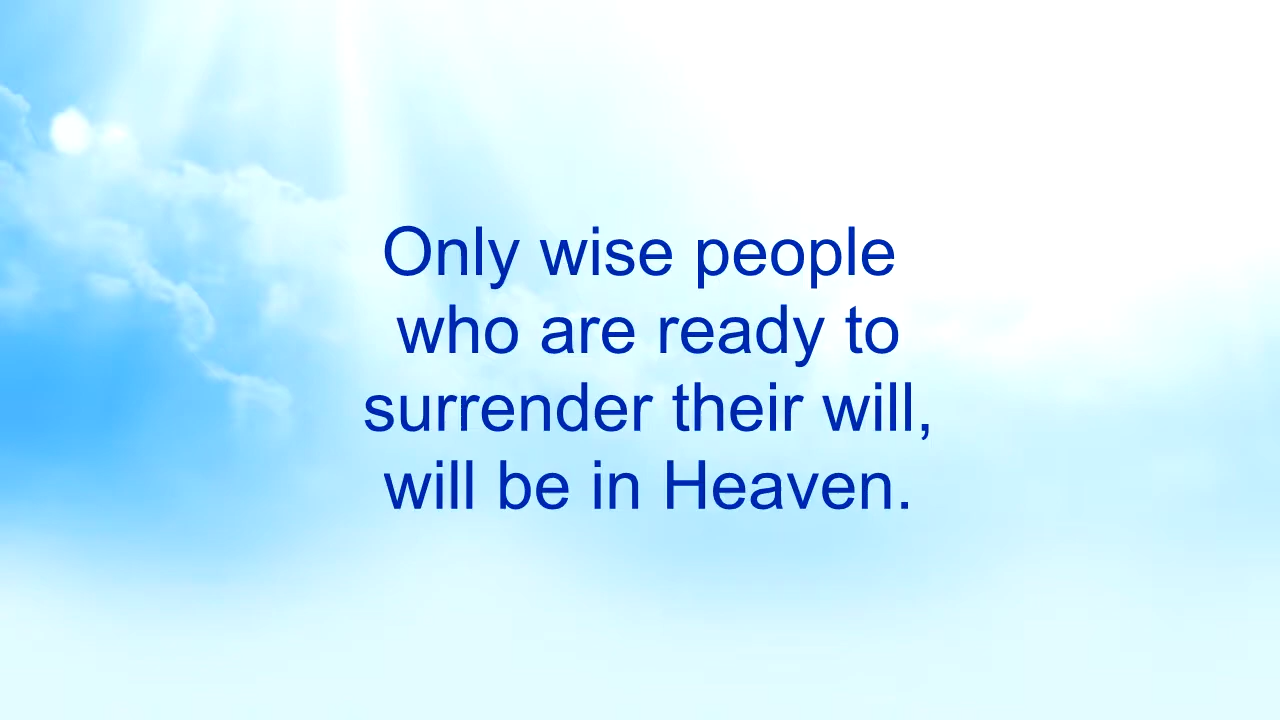 Only wise people
who are ready to
surrender their will,
will be in Heaven.